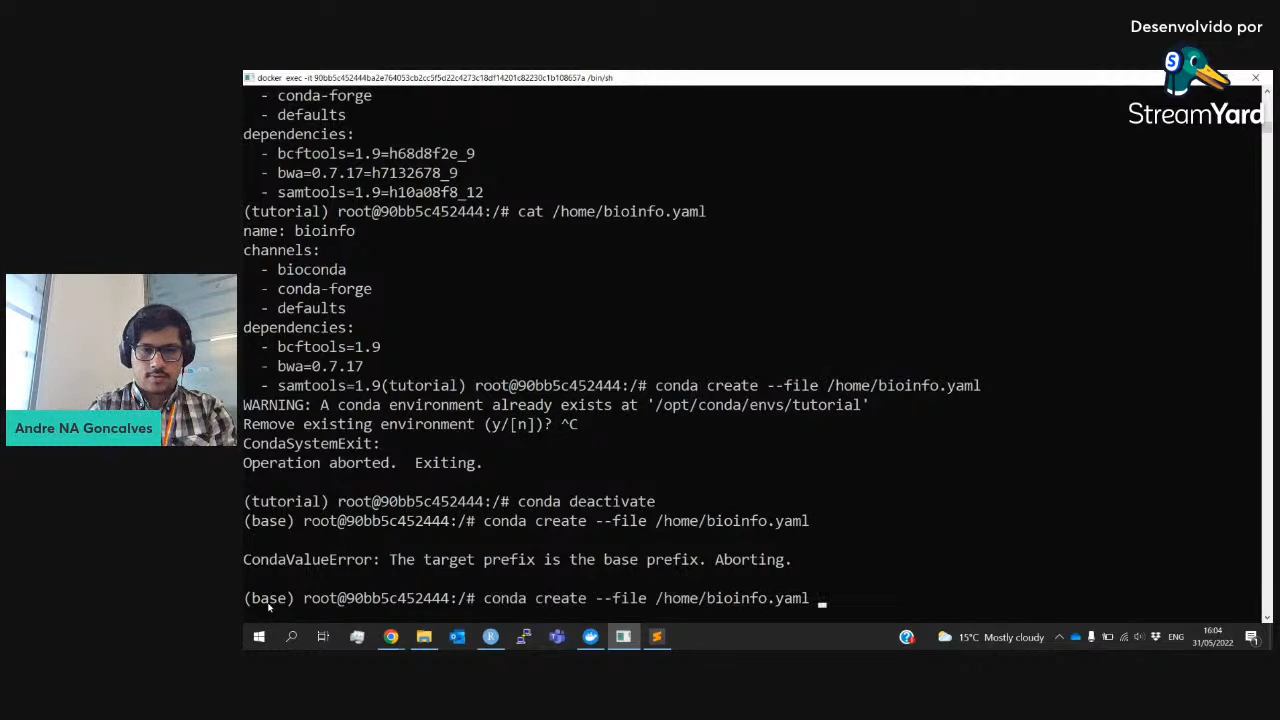 Desenvolvido por
StreamYard
docker exec -it 90bb5c452444ba2e764053cb2cc5f5d22c4273c18df14201c82230c1b108657a /bin/sh
- conda-forge
- defaults
dependencies:
- bcftools=1.9=h68d8f2e_9
- bwa=0.7.17=h7132678_9
- samtools=1.9=h10a08f8_12
(tutorial) root@90bb5c452444:/# cat /home/bioinfo.yaml
name: bioinfo
channels:
- bioconda
- conda-forge
- defaults
dependencies:
- bcftools=1.9
- bwa=0.7.17
- samtools=1.9(tutorial) root@90bb5c452444:/# conda create --file /home/bioinfo.yaml
WARNING: A conda environment already exists at '/opt/conda/envs/tutorial'
Remove existing environment (y/[n])? ^C
CondaSystemExit:
Operation aborted.  Exiting.
(tutorial) root@90bb5c452444:/# conda deactivate
(base) root@90bb5c452444:/# conda create --file /home/bioinfo.yaml
CondaValueError: The target prefix is the base prefix. Aborting.
(base) root@90bb5c452444:/# conda create --file /home/bioinfo.yaml
Andre NA Goncalves
15°C Mostly cloudy
ENG
16:04
31/05/2022